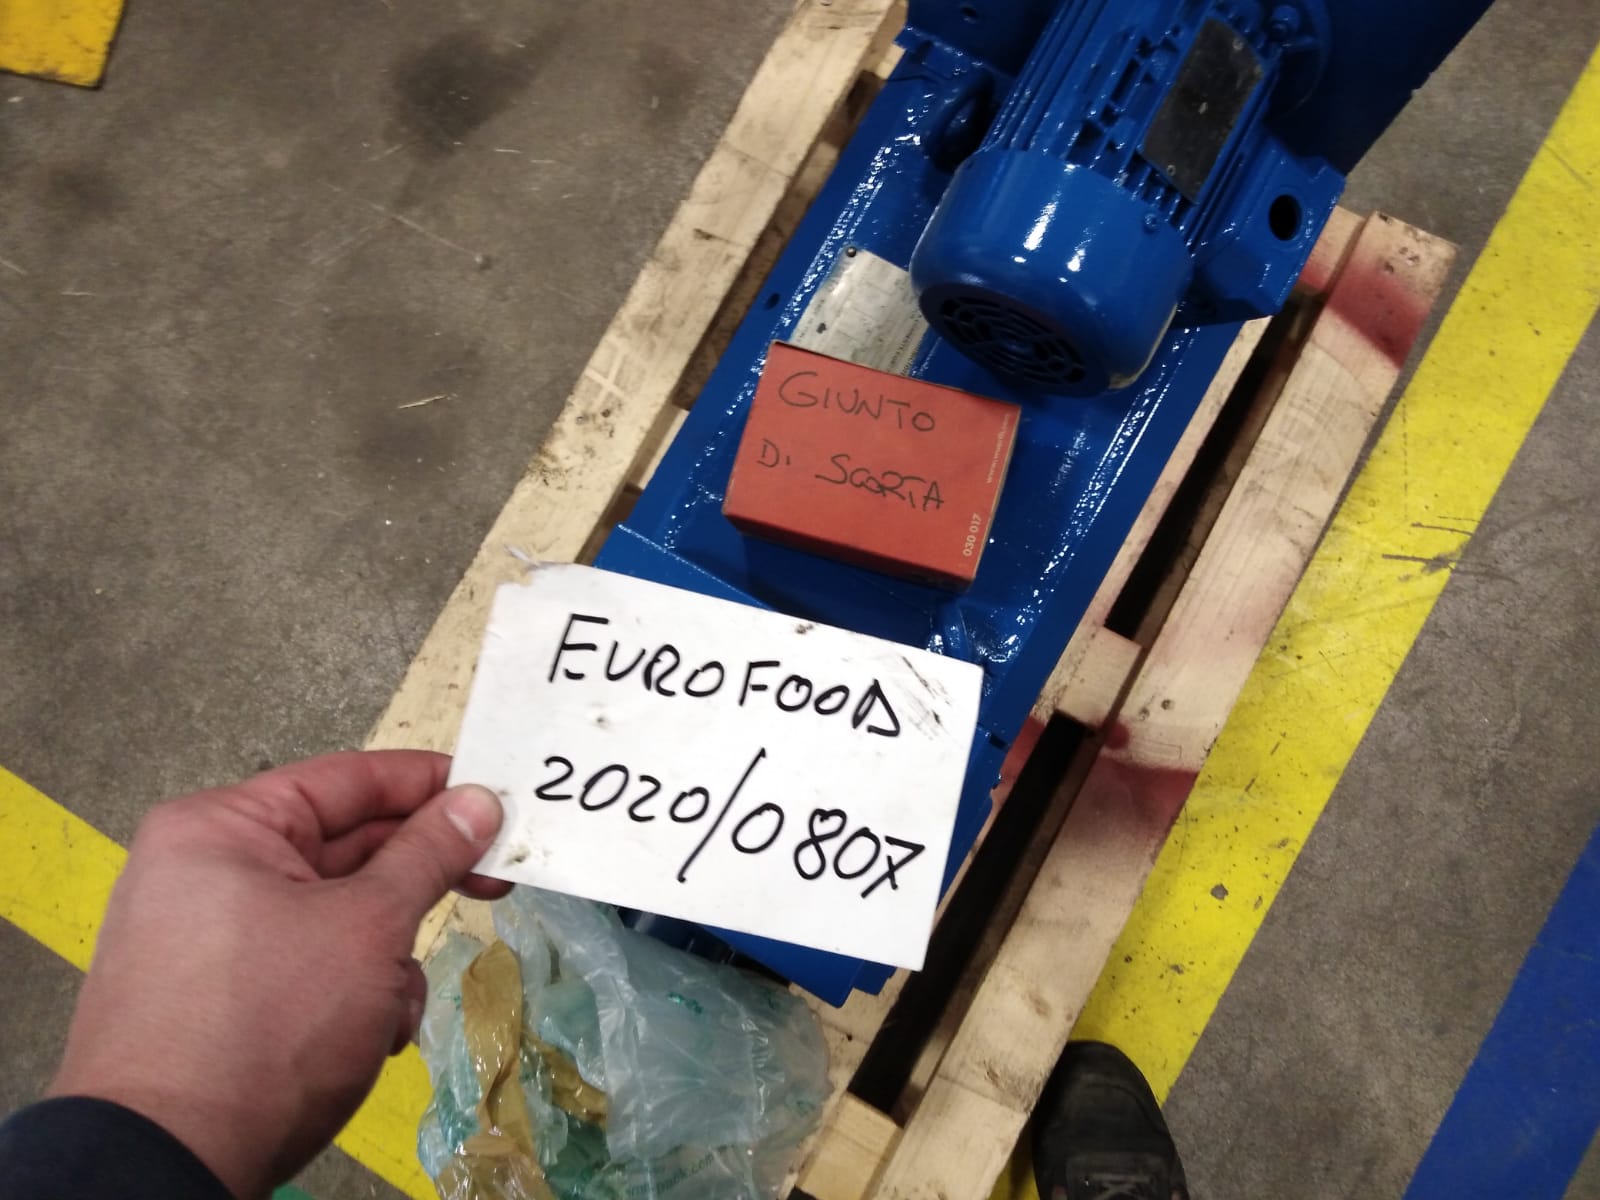 GIUNTO
DI SCORTA
030 017
EUROFOOD
2020/0807